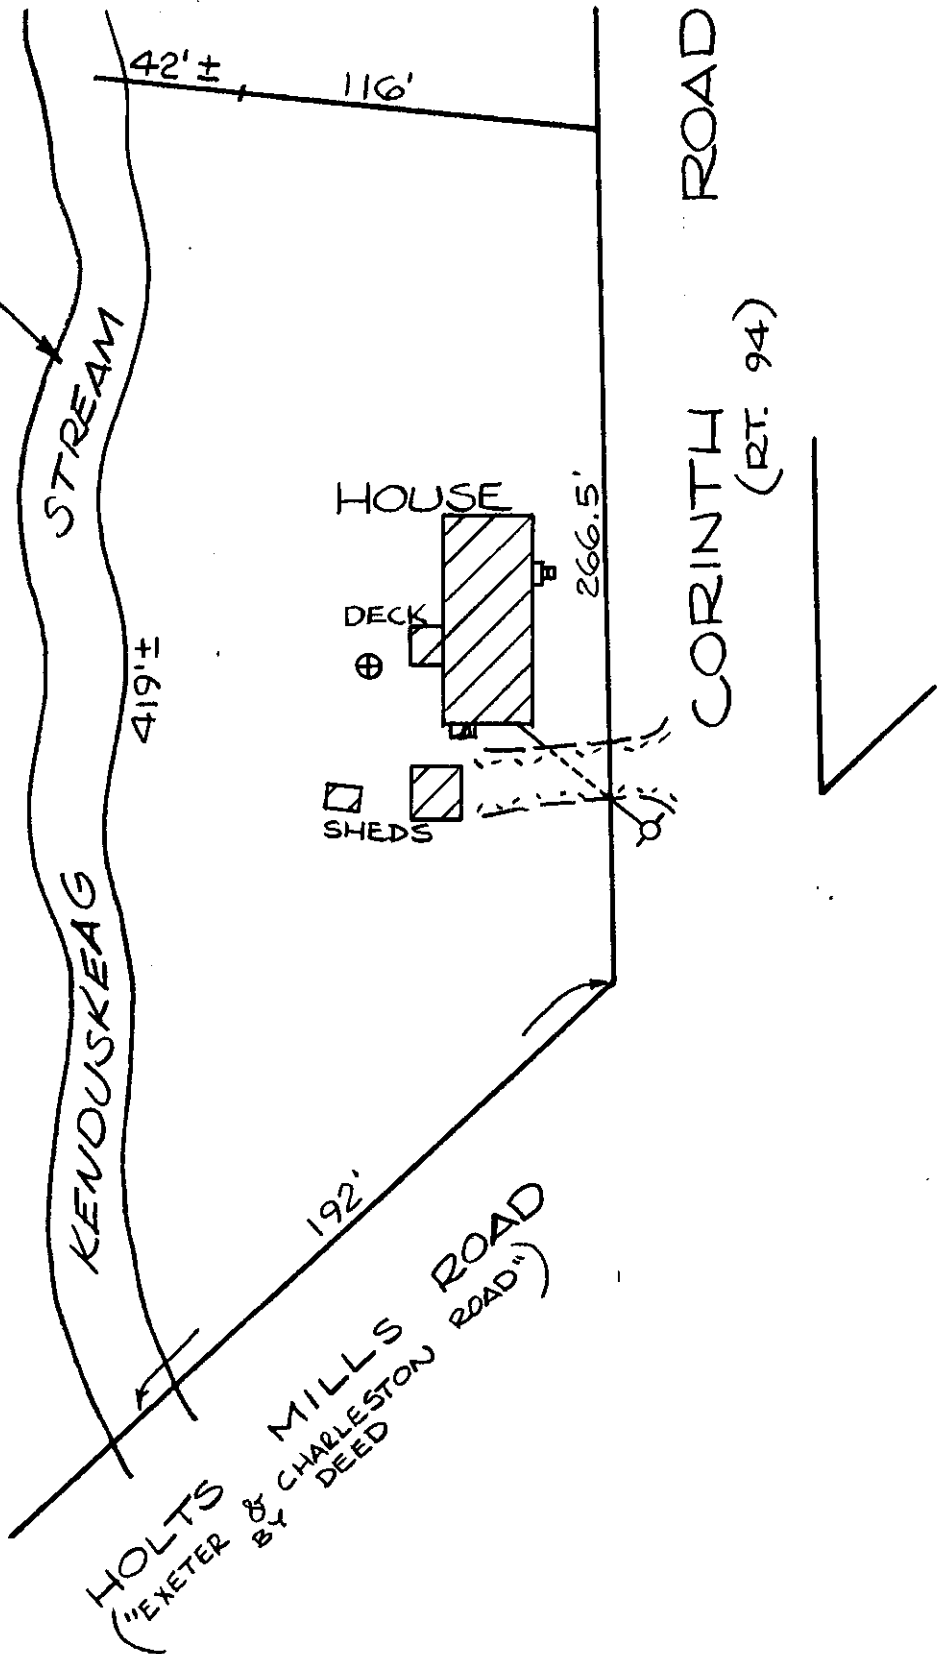 42'±
116'
ROAD
STREAM
(RT. 94)
CORINTH
HOUSE
266.5'
DECK
419'±
SHEDS
KENDUSKEAG
192'
HOLTS MILLS ROAD
("EXETER & CHARLESTON ROAD")
BY DEED